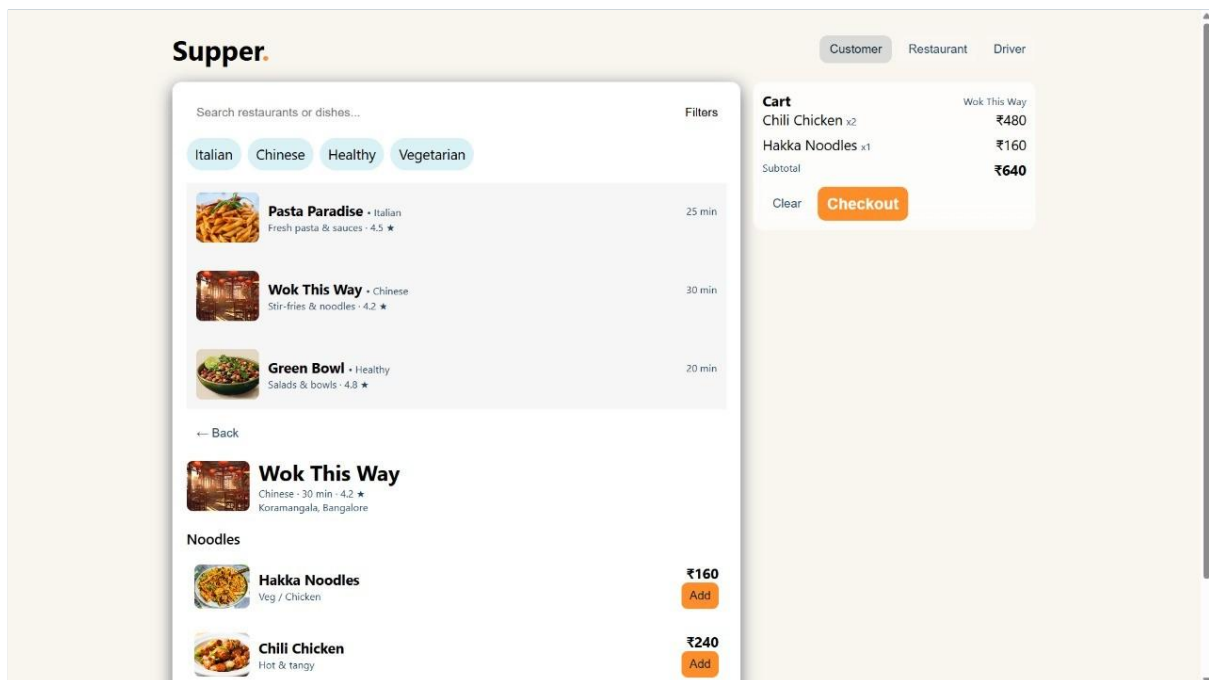 Supper.
Customer Restaurant Driver
Search restaurants or dishes...
Filters
Italian Chinese Healthy Vegetarian
Pasta Paradise • Italian
25 min
Fresh pasta & sauces · 4.5 ★
Wok This Way • Chinese
30 min
Stir-fries & noodles · 4.2 ★
Green Bowl • Healthy
20 min
Salads & bowls · 4.8 ★
← Back
Wok This Way
Chinese · 30 min · 4.2 ★
Koramangala, Bangalore
Noodles
Hakka Noodles
Veg / Chicken
₹160
Add
Chili Chicken
Hot & tangy
₹240
Add
Cart
Wok This Way
Chili Chicken x2 ₹480
Hakka Noodles x1 ₹160
Subtotal ₹640
Clear Checkout